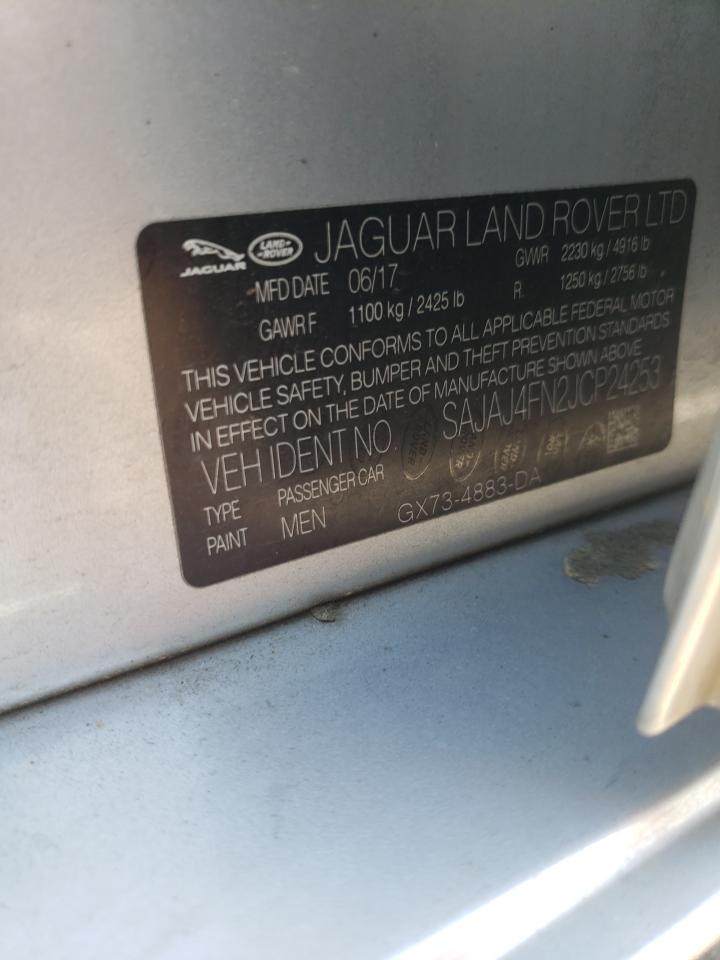 JAGUAR LAND-ROVER JAGUAR LAND ROVER LTD
MFD DATE 06/17 GVWR 2230 kg / 4916 lb
GAWR F 1100 kg / 2425 lb R 1250 kg / 2756 lb
THIS VEHICLE CONFORMS TO ALL APPLICABLE FEDERAL MOTOR
VEHICLE SAFETY, BUMPER AND THEFT PREVENTION STANDARDS
IN EFFECT ON THE DATE OF MANUFACTURE SHOWN ABOVE
VEH IDENT NO. SAJAJ4FN2JCP24253
TYPE PASSENGER CAR
PAINT MEN GX73-4883-DA